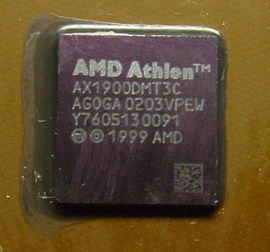 AMD Athlon™
AX1900DMT3C
AGOGA 0203VPEW
Y7605130091
ⓜ © 1999 AMD